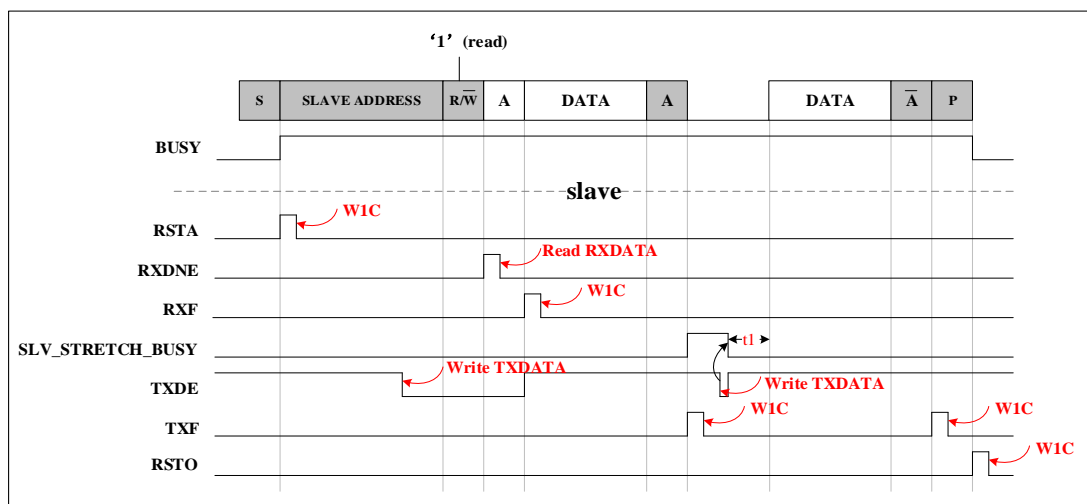 ‘1’ (read)
S SLAVE ADDRESS R/W̅ A DATA A DATA A̅ P
BUSY
slave
W1C
RSTA
Read RXDATA
RXDNE
W1C
RXF
SLV_STRETCH_BUSY t1
Write TXDATA
TXDE Write TXDATA
W1C W1C
TXF
W1C
RSTO